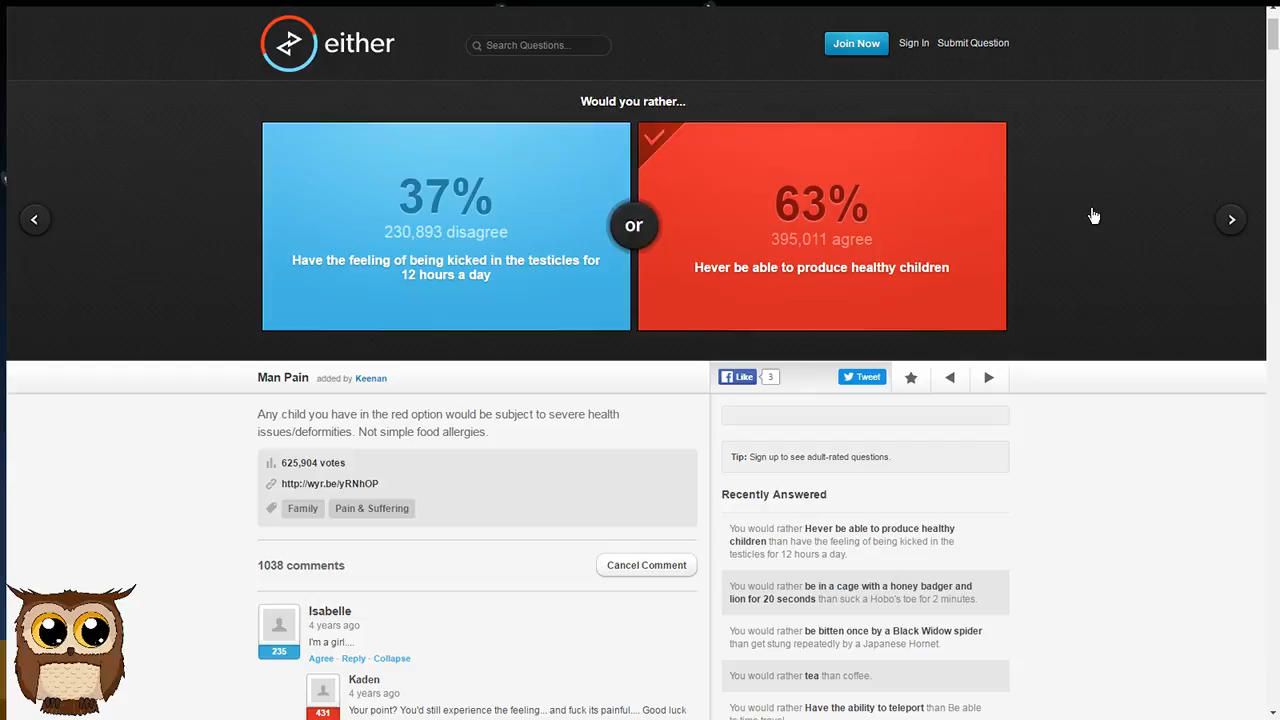 either
Search Questions...
Join Now
Sign In
Submit Question
Would you rather...
37%
230,893 disagree
Have the feeling of being kicked in the testicles for
12 hours a day
or
63%
395,011 agree
Hever be able to produce healthy children
Man Pain added by Keenan
Like 3
Tweet
Any child you have in the red option would be subject to severe health
issues/deformities. Not simple food allergies.
625,904 votes
http://wyr.be/yRNhOP
Family
Pain & Suffering
1038 comments
Cancel Comment
Isabelle
4 years ago
I'm a girl....
235
Agree · Reply · Collapse
Kaden
4 years ago
431
Your point? You'd still experience the feeling... and fuck its painful.... Good luck
Tip: Sign up to see adult-rated questions.
Recently Answered
You would rather Hever be able to produce healthy
children than have the feeling of being kicked in the
testicles for 12 hours a day.
You would rather be in a cage with a honey badger and
lion for 20 seconds than suck a Hobo's toe for 2 minutes.
You would rather be bitten once by a Black Widow spider
than get stung repeatedly by a Japanese Hornet.
You would rather tea than coffee.
You would rather Have the ability to teleport than Be able
to time travel.